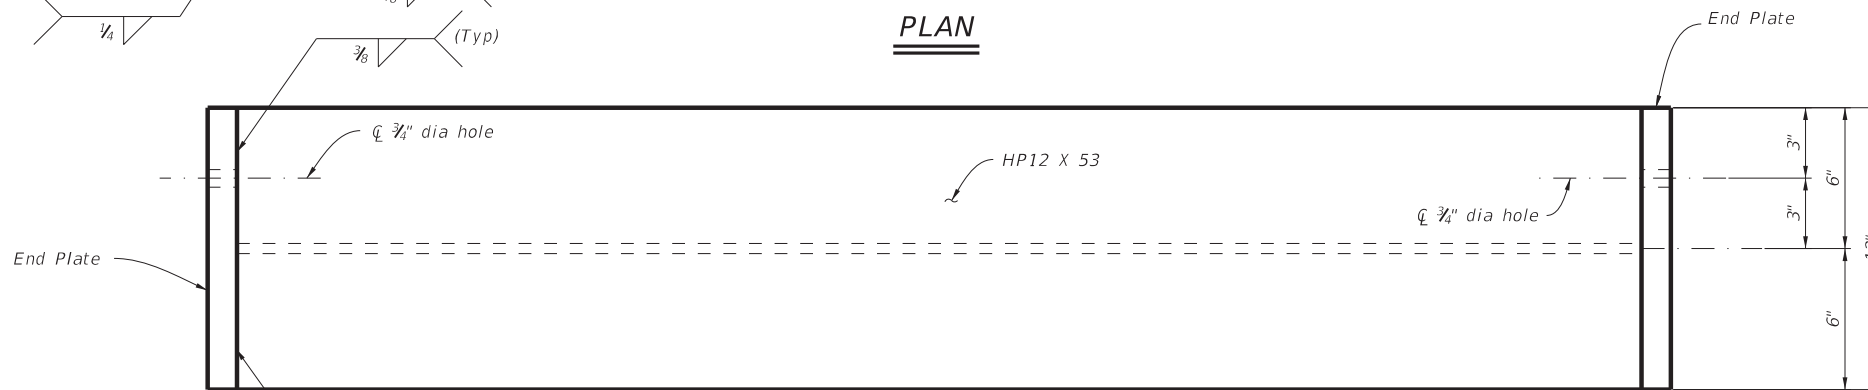 PLAN
End Plate
1/4
3/8
(Typ)
℄ 3/4" dia hole
HP12 X 53
3"
6"
℄ 3/4" dia hole
3"
End Plate
6"